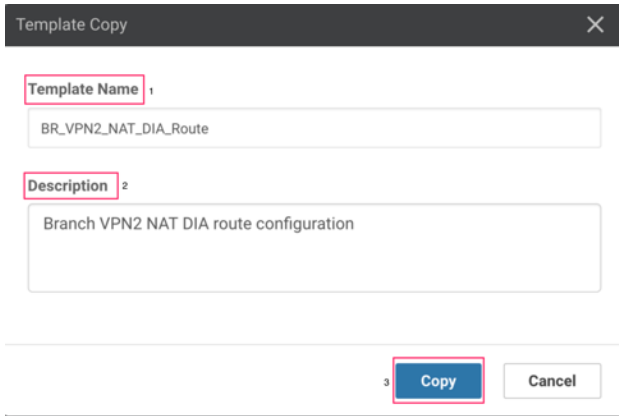 Template Copy
Template Name 1
BR_VPN2_NAT_DIA_Route
Description 2
Branch VPN2 NAT DIA route configuration
3 Copy Cancel